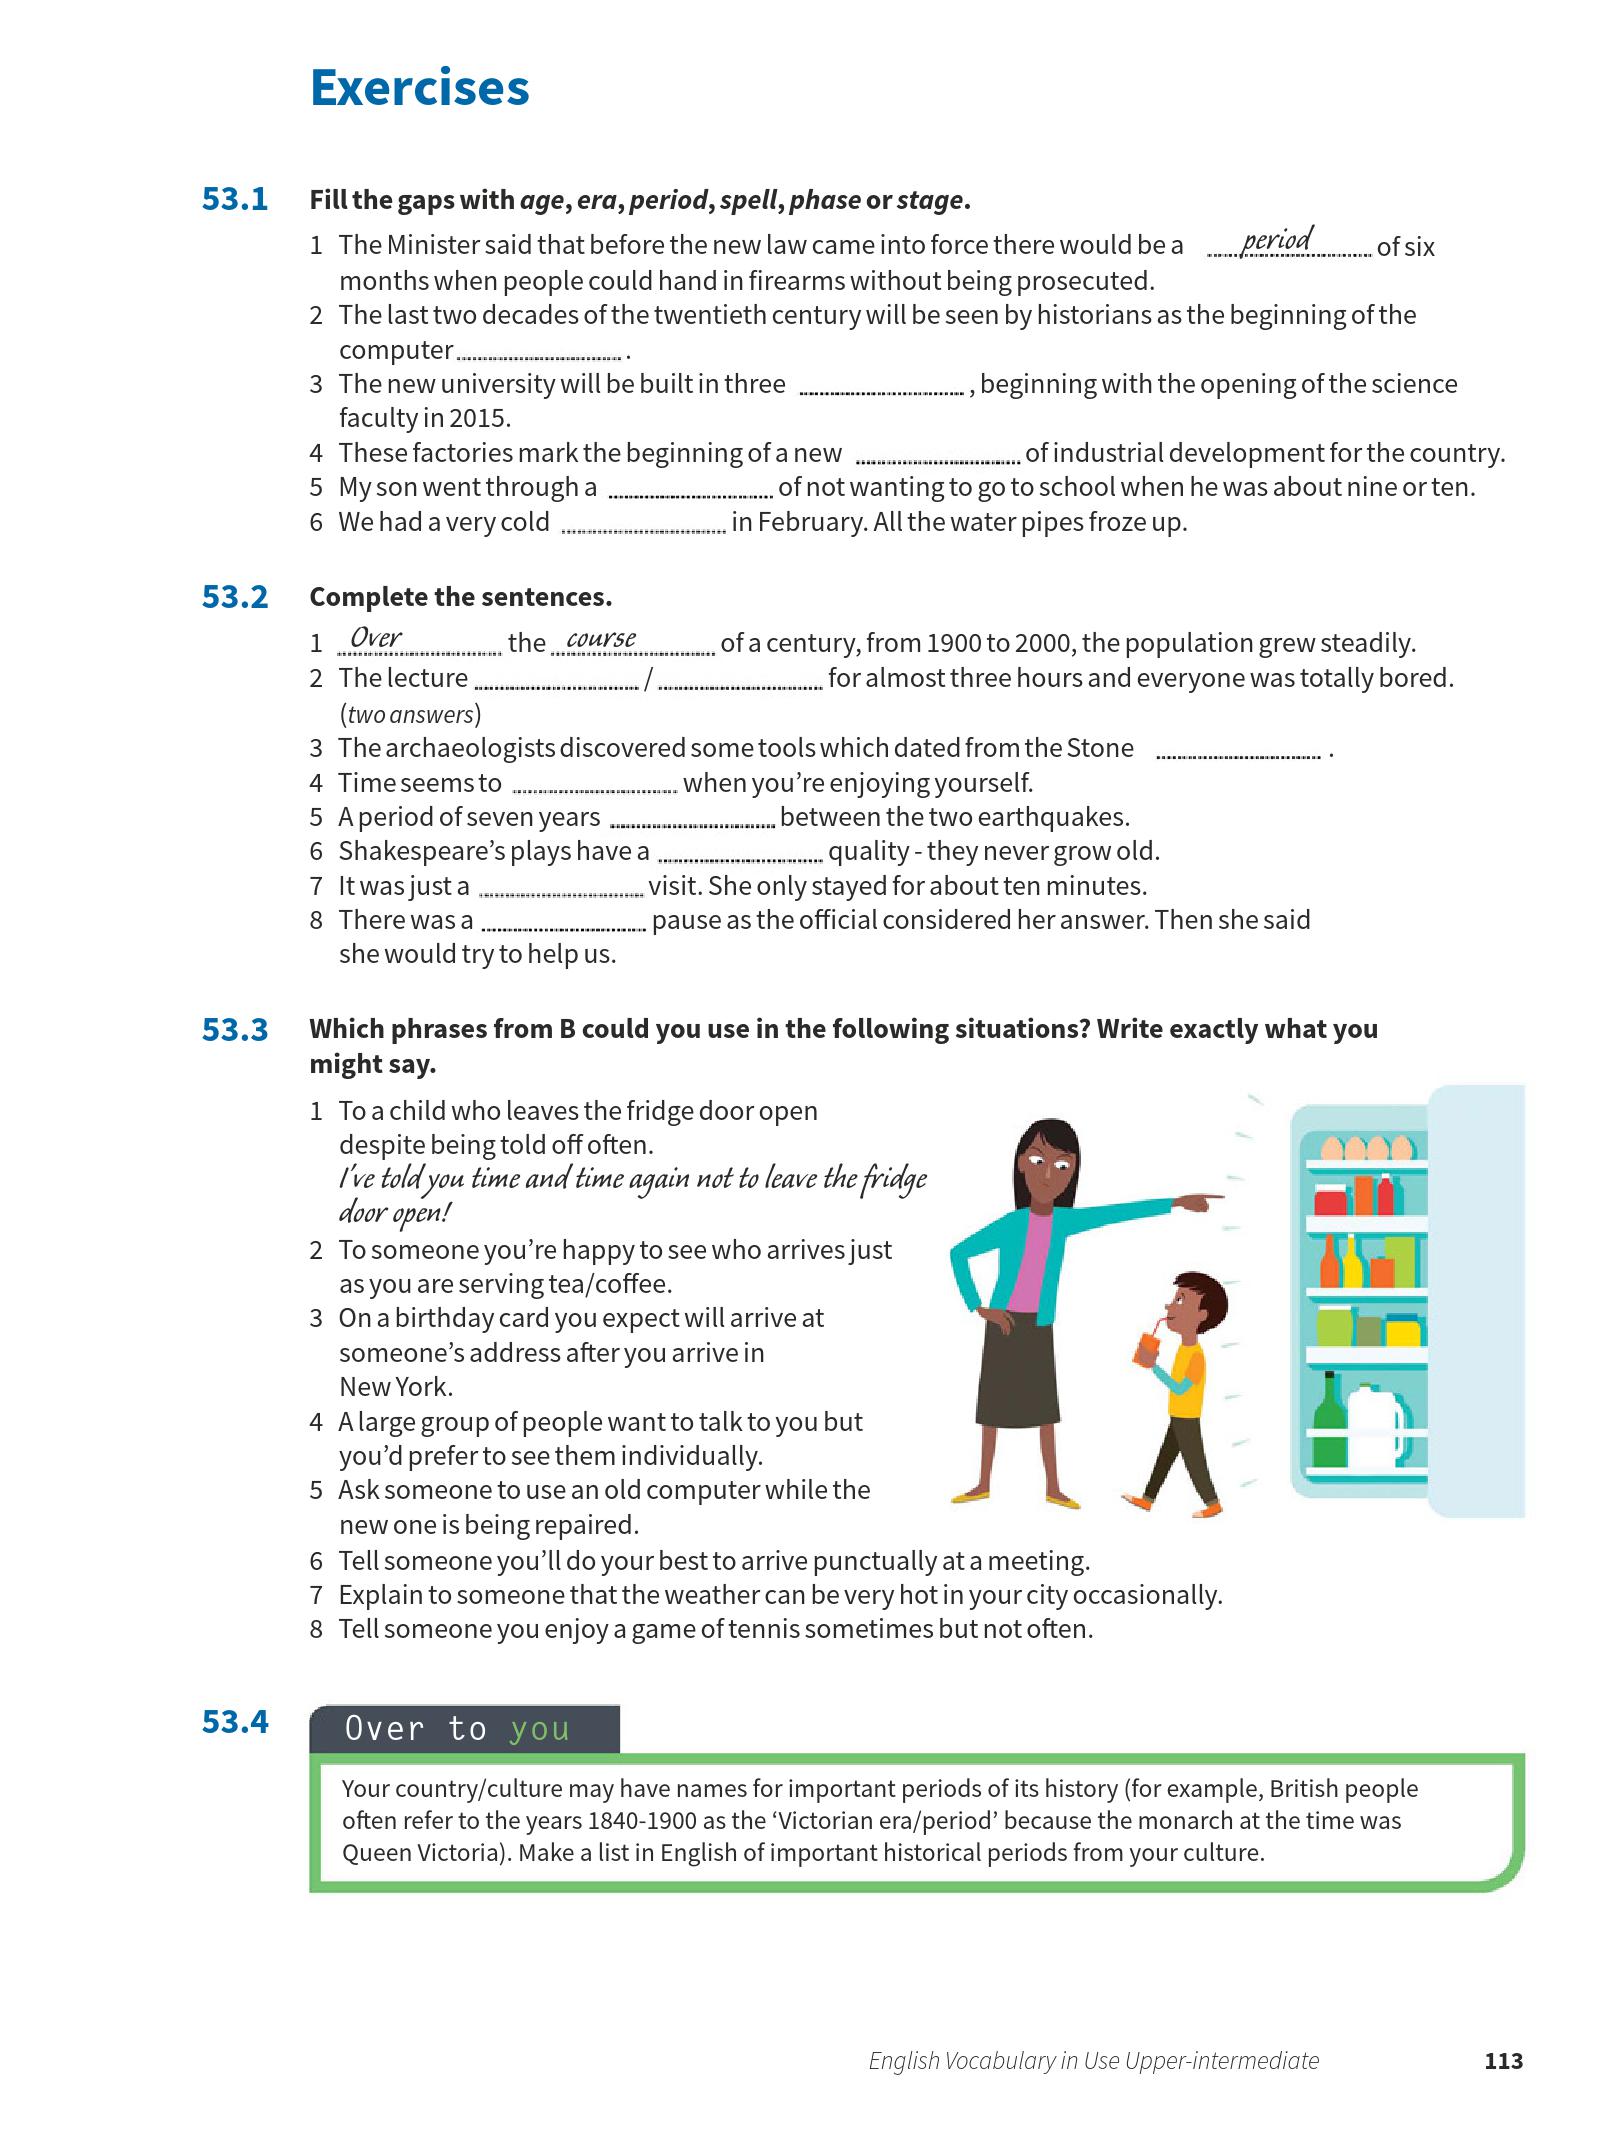 Exercises
53.1 Fill the gaps with age, era, period, spell, phase or stage.
1 The Minister said that before the new law came into force there would be a period of six
months when people could hand in firearms without being prosecuted.
2 The last two decades of the twentieth century will be seen by historians as the beginning of the
computer .
3 The new university will be built in three , beginning with the opening of the science
faculty in 2015.
4 These factories mark the beginning of a new of industrial development for the country.
5 My son went through a of not wanting to go to school when he was about nine or ten.
6 We had a very cold in February. All the water pipes froze up.
53.2 Complete the sentences.
1 Over the course of a century, from 1900 to 2000, the population grew steadily.
2 The lecture / for almost three hours and everyone was totally bored.
(two answers)
3 The archaeologists discovered some tools which dated from the Stone .
4 Time seems to when you're enjoying yourself.
5 A period of seven years between the two earthquakes.
6 Shakespeare's plays have a quality - they never grow old.
7 It was just a visit. She only stayed for about ten minutes.
8 There was a pause as the official considered her answer. Then she said
she would try to help us.
53.3 Which phrases from B could you use in the following situations? Write exactly what you
might say.
1 To a child who leaves the fridge door open
despite being told off often.
I've told you time and time again not to leave the fridge
door open!
2 To someone you're happy to see who arrives just
as you are serving tea/coffee.
3 On a birthday card you expect will arrive at
someone's address after you arrive in
New York.
4 A large group of people want to talk to you but
you'd prefer to see them individually.
5 Ask someone to use an old computer while the
new one is being repaired.
6 Tell someone you'll do your best to arrive punctually at a meeting.
7 Explain to someone that the weather can be very hot in your city occasionally.
8 Tell someone you enjoy a game of tennis sometimes but not often.
53.4 Over to you
Your country/culture may have names for important periods of its history (for example, British people
often refer to the years 1840-1900 as the ‘Victorian era/period’ because the monarch at the time was
Queen Victoria). Make a list in English of important historical periods from your culture.
English Vocabulary in Use Upper-intermediate 113